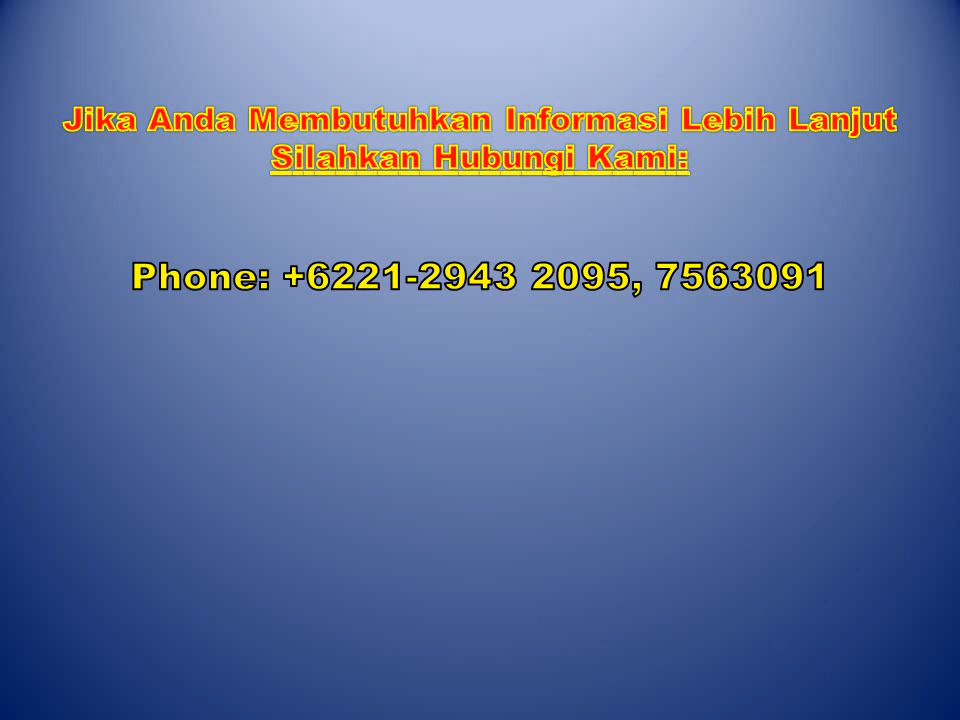 Jika Anda Membutuhkan Informasi Lebih Lanjut
Silahkan Hubungi Kami:
Phone: +6221-2943 2095, 7563091